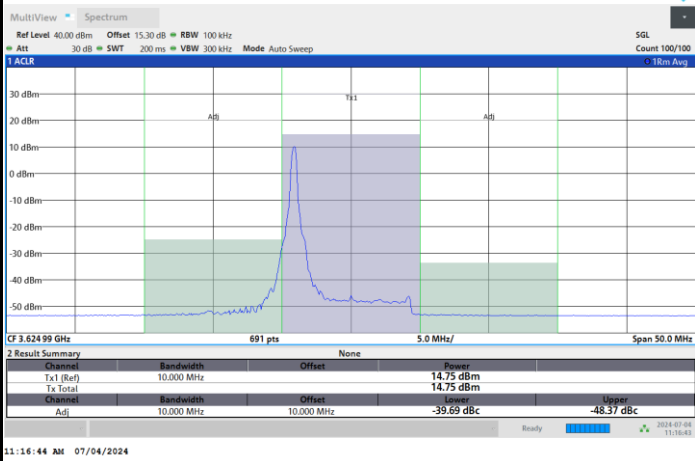 MultiView Spectrum
Ref Level 40.00 dBm Offset 15.30 dB RBW 100 kHz SGL
Att 30 dB SWT 200 ms VBW 300 kHz Mode Auto Sweep Count 100/100
1 ACLR 1Rm Avg
30 dBm
Tx1
20 dBm
Adj Adj
10 dBm
0 dBm
-10 dBm
-20 dBm
-30 dBm
-40 dBm
-50 dBm
CF 3.624 99 GHz 691 pts 5.0 MHz/ Span 50.0 MHz
2 Result Summary None
Channel Bandwidth Offset Power
Tx1 (Ref) 10.000 MHz 14.75 dBm
Tx Total 14.75 dBm
Channel Bandwidth Offset Lower Upper
Adj 10.000 MHz 10.000 MHz -39.69 dBc -48.37 dBc
Ready 2024-07-04
11:16:43
11:16:44 AM 07/04/2024